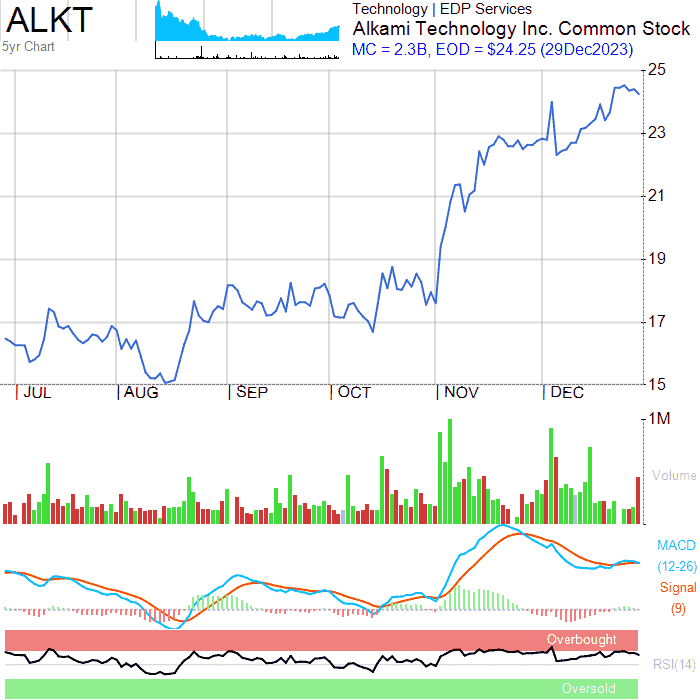 ALKT
5yr Chart
Technology | EDP Services
Alkami Technology Inc. Common Stock
MC = 2.3B, EOD = $24.25 (29Dec2023)
25
23
21
19
17
15
JUL AUG SEP OCT NOV DEC
1M
Volume
MACD
(12-26)
Signal
(9)
Overbought
RSI(14)
Oversold